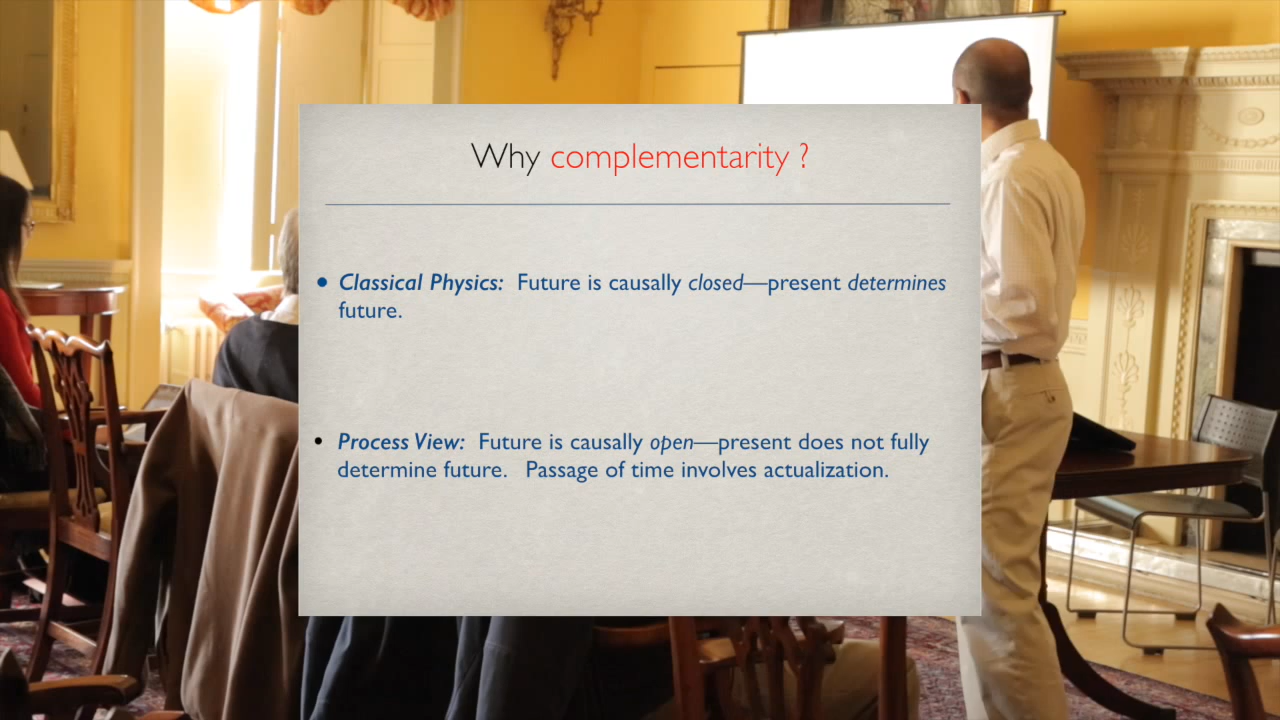 Why complementarity ?
• Classical Physics: Future is causally closed—present determines
future.
• Process View: Future is causally open—present does not fully
determine future. Passage of time involves actualization.